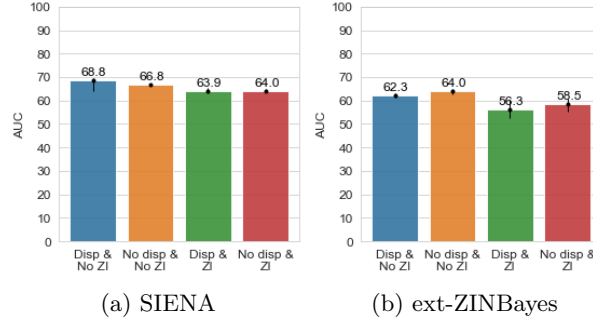 100
90
80
70
60
50
40
30
20
10
0
AUC
68.8
66.8
63.9
64.0
Disp &
No ZI
No disp &
No ZI
Disp &
ZI
No disp &
ZI
(a) SIENA
100
90
80
70
60
50
40
30
20
10
0
AUC
62.3
64.0
56.3
58.5
Disp &
No ZI
No disp &
No ZI
Disp &
ZI
No disp &
ZI
(b) ext-ZINBayes